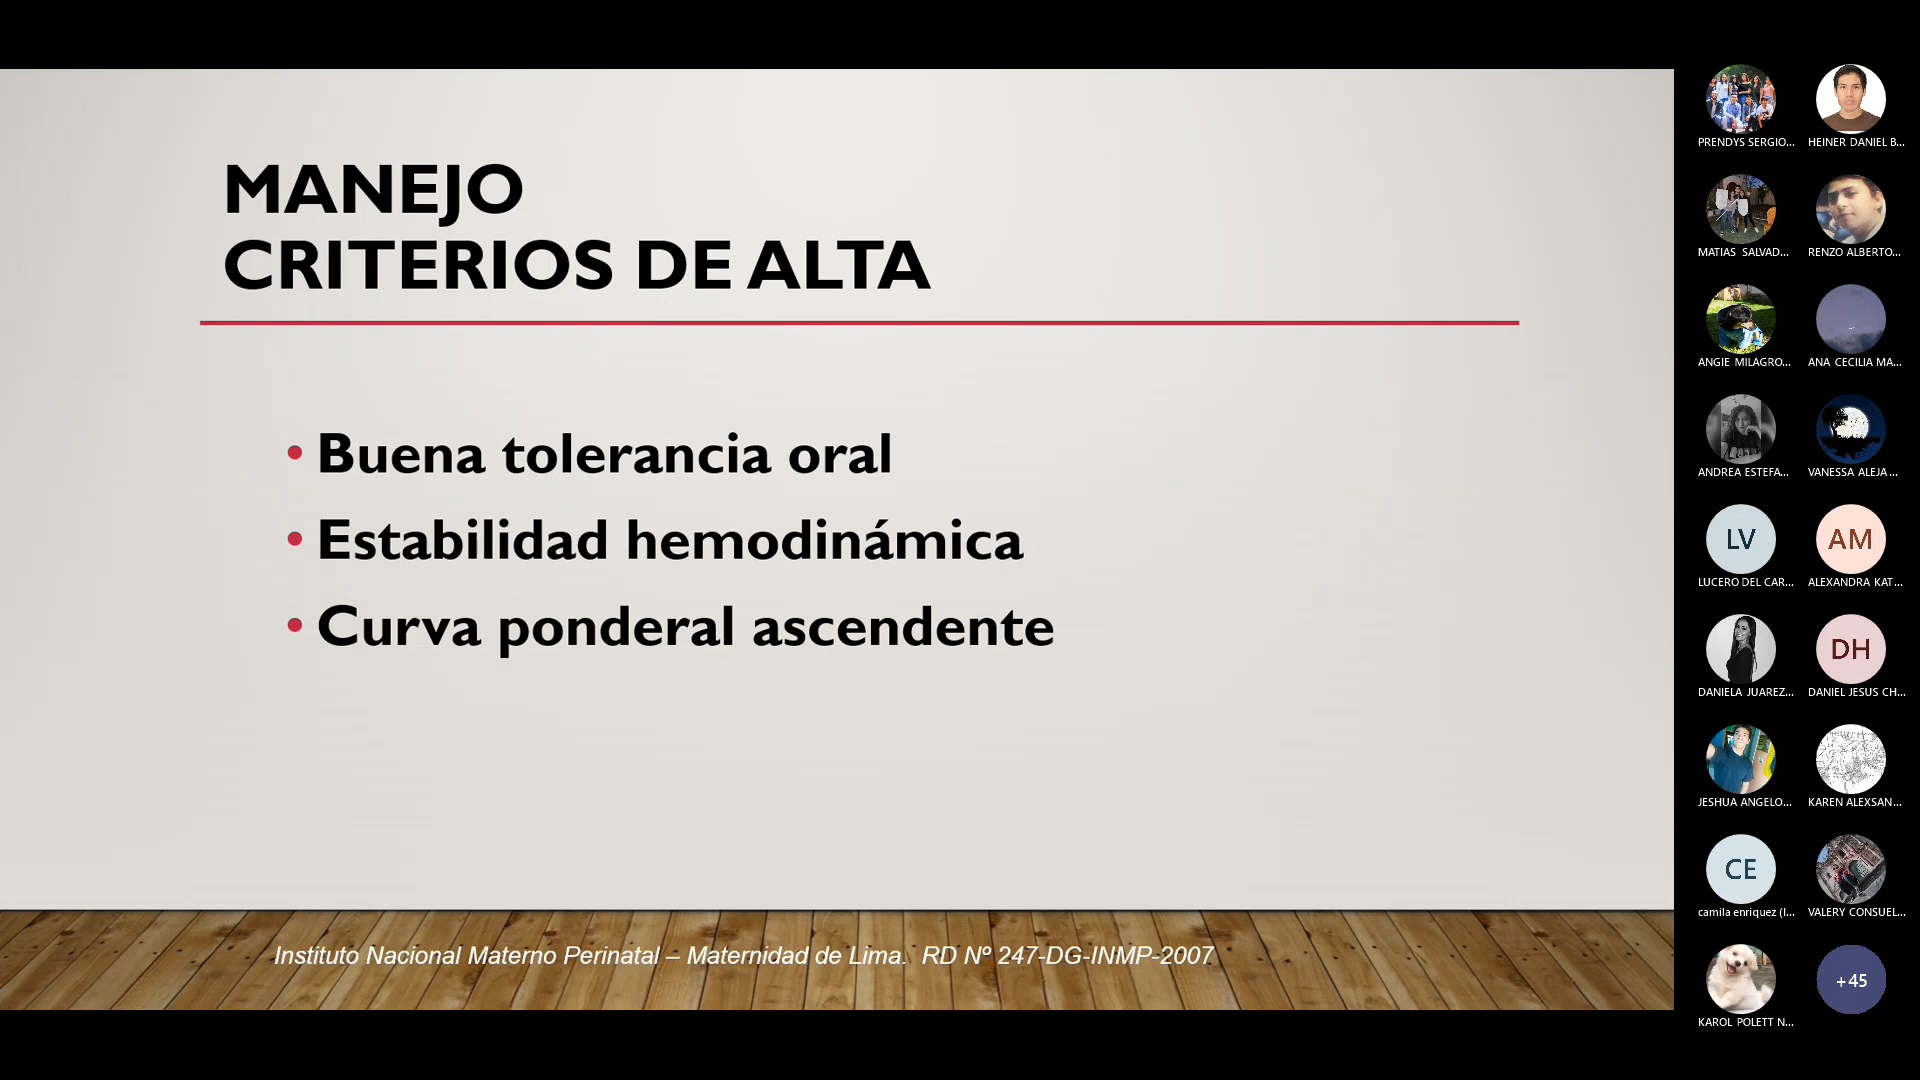 MANEJO
CRITERIOS DE ALTA
• Buena tolerancia oral
• Estabilidad hemodinámica
• Curva ponderal ascendente
Instituto Nacional Materno Perinatal – Maternidad de Lima. RD Nº 247-DG-INMP-2007
PRENDYS SERGIO...
HEINER DANIEL B...
MATIAS SALVAD...
RENZO ALBERTO...
ANGIE MILAGRO...
ANA CECILIA MA...
ANDREA ESTEFA...
VANESSA ALEJA...
LV
AM
LUCERO DEL CAR...
ALEXANDRA KAT...
DH
DANIELA JUAREZ...
DANIEL JESUS CH...
JESHUA ANGELO...
KAREN ALEXSAN...
CE
camila enriquez (I...
VALERY CONSUEL...
+45
KAROL POLETT N...